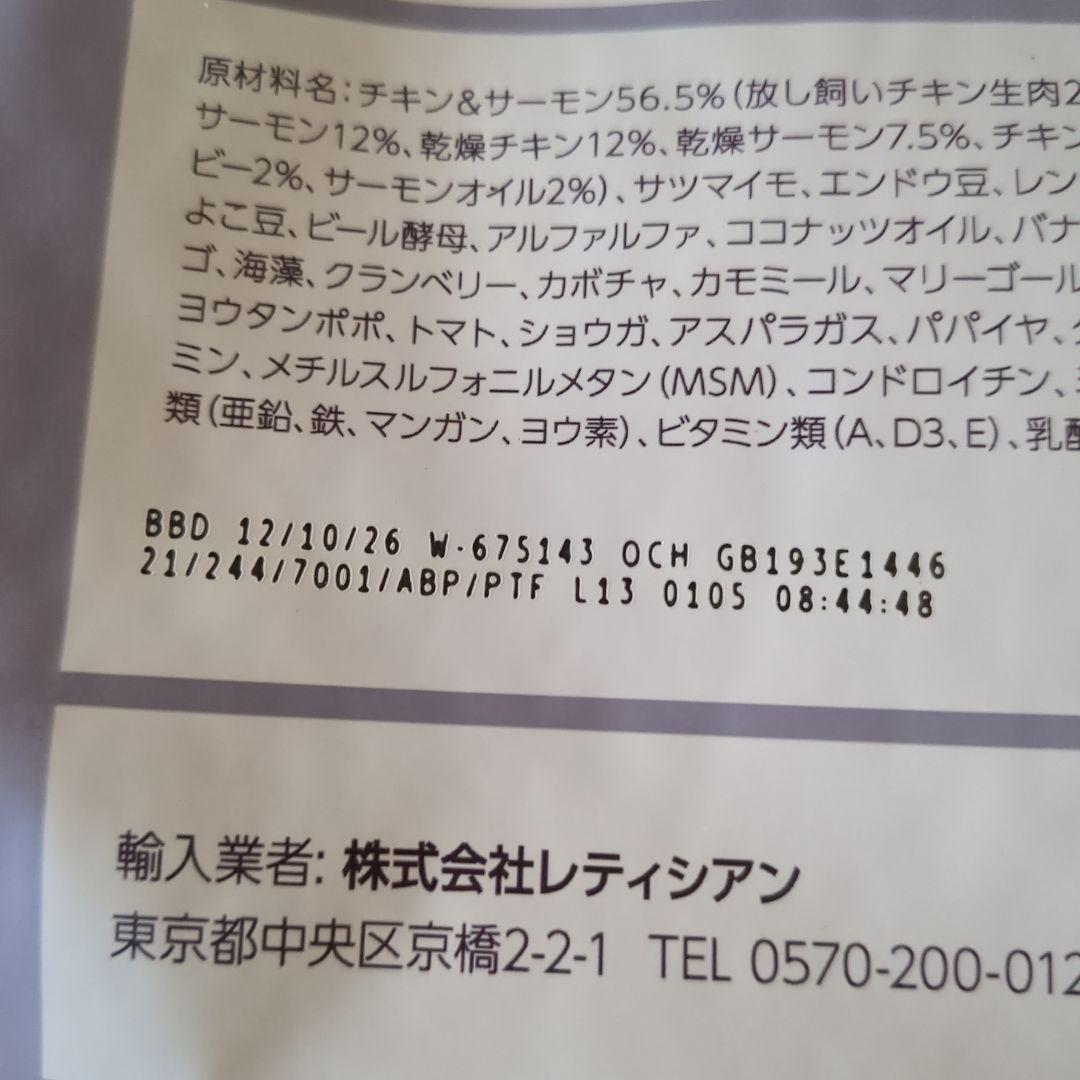 原材料名:チキン&サーモン56.5%(放し飼いチキン生肉2
サーモン12%、乾燥チキン12%、乾燥サーモン7.5%、チキン
ビー2%、サーモンオイル2%)、サツマイモ、エンドウ豆、レン
よこ豆、ビール酵母、アルファルファ、ココナッツオイル、バナ
ゴ、海藻、クランベリー、カボチャ、カモミール、マリーゴール
ヨウタンポポ、トマト、ショウガ、アスパラガス、パパイヤ、
ミン、メチルスルフォニルメタン(MSM)、コンドロイチン、
類(亜鉛、鉄、マンガン、ヨウ素)、ビタミン類(A、D3、E)、乳酸
BBD 12/10/26 W-675143 OCH GB193E1446
21/244/7001/ABP/PTF L13 0105 08:44:48
輸入業者: 株式会社レティシアン
東京都中央区京橋2-2-1 TEL 0570-200-012